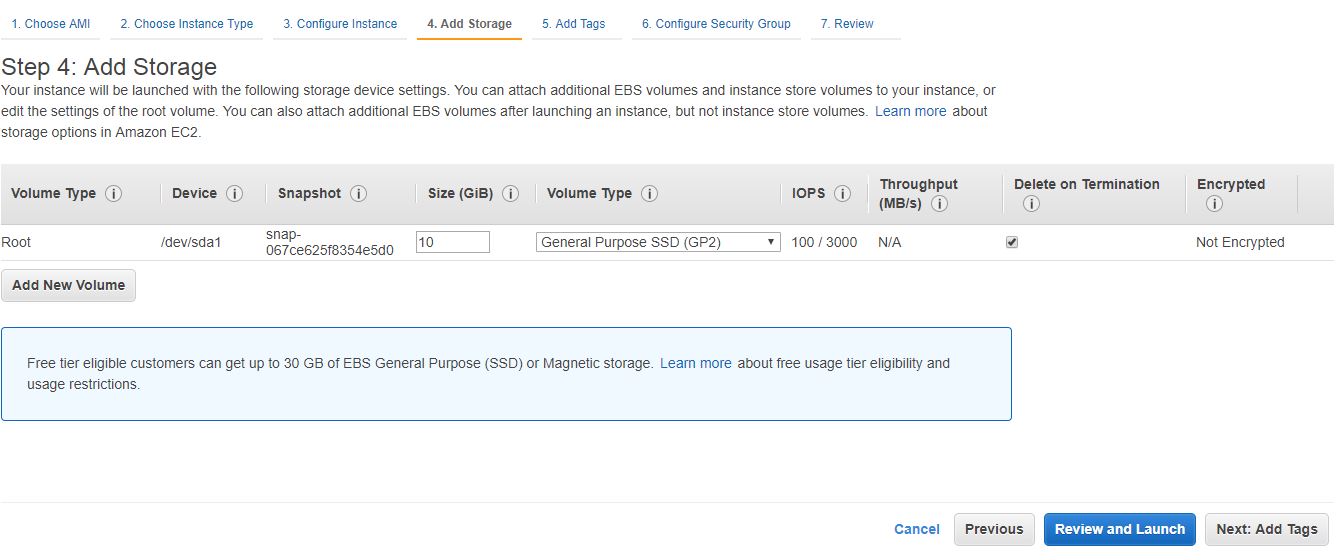 1. Choose AMI 2. Choose Instance Type 3. Configure Instance 4. Add Storage 5. Add Tags 6. Configure Security Group 7. Review
Step 4: Add Storage
Your instance will be launched with the following storage device settings. You can attach additional EBS volumes and instance store volumes to your instance, or
edit the settings of the root volume. You can also attach additional EBS volumes after launching an instance, but not instance store volumes. Learn more about
storage options in Amazon EC2.
Volume Type i Device i Snapshot i Size (GiB) i Volume Type i IOPS i Throughput (MB/s) i Delete on Termination i Encrypted i
Root /dev/sda1 snap-067ce625f8354e5d0 10 General Purpose SSD (GP2) 100 / 3000 N/A Not Encrypted
Add New Volume
Free tier eligible customers can get up to 30 GB of EBS General Purpose (SSD) or Magnetic storage. Learn more about free usage tier eligibility and
usage restrictions.
Cancel Previous Review and Launch Next: Add Tags